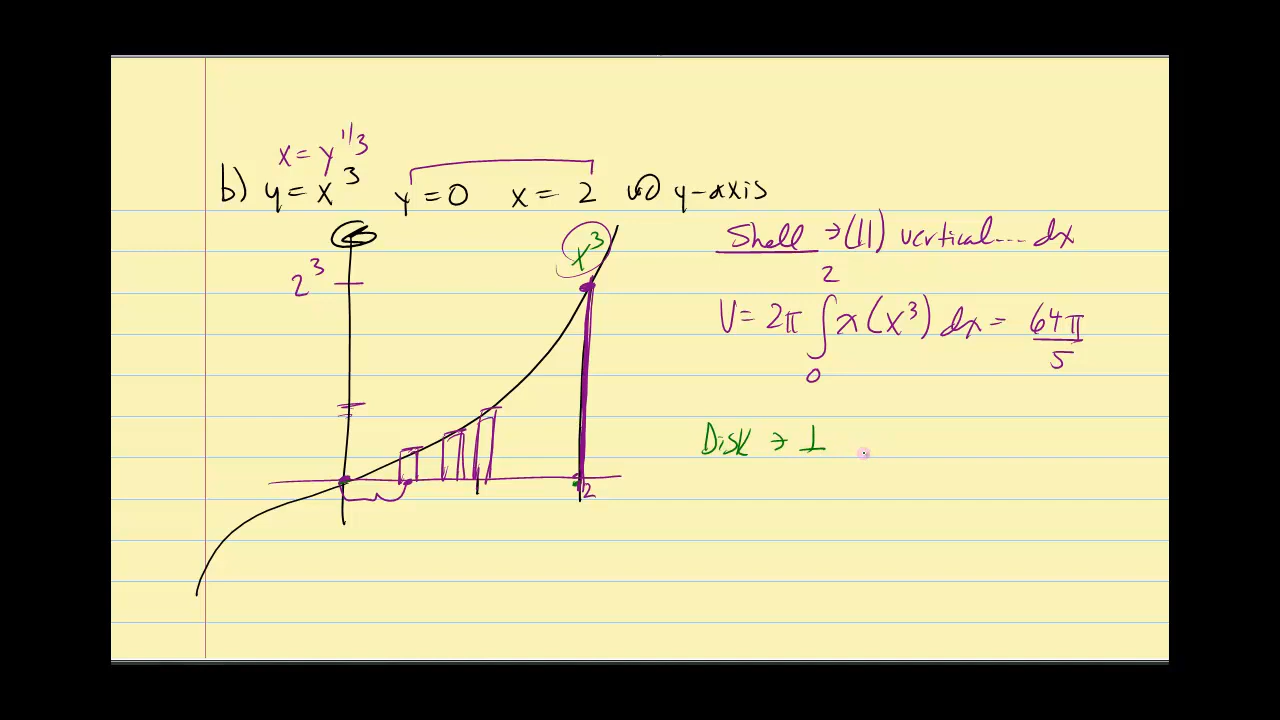 x = y^{1/3}
b) y = x^3 y = 0 x = 2 y-axis
Shell → (||) vertical.... dx
x^3
2^3
V = 2π ∫_0^2 x(x^3) dx = 64π/5
Disk → ⊥
2